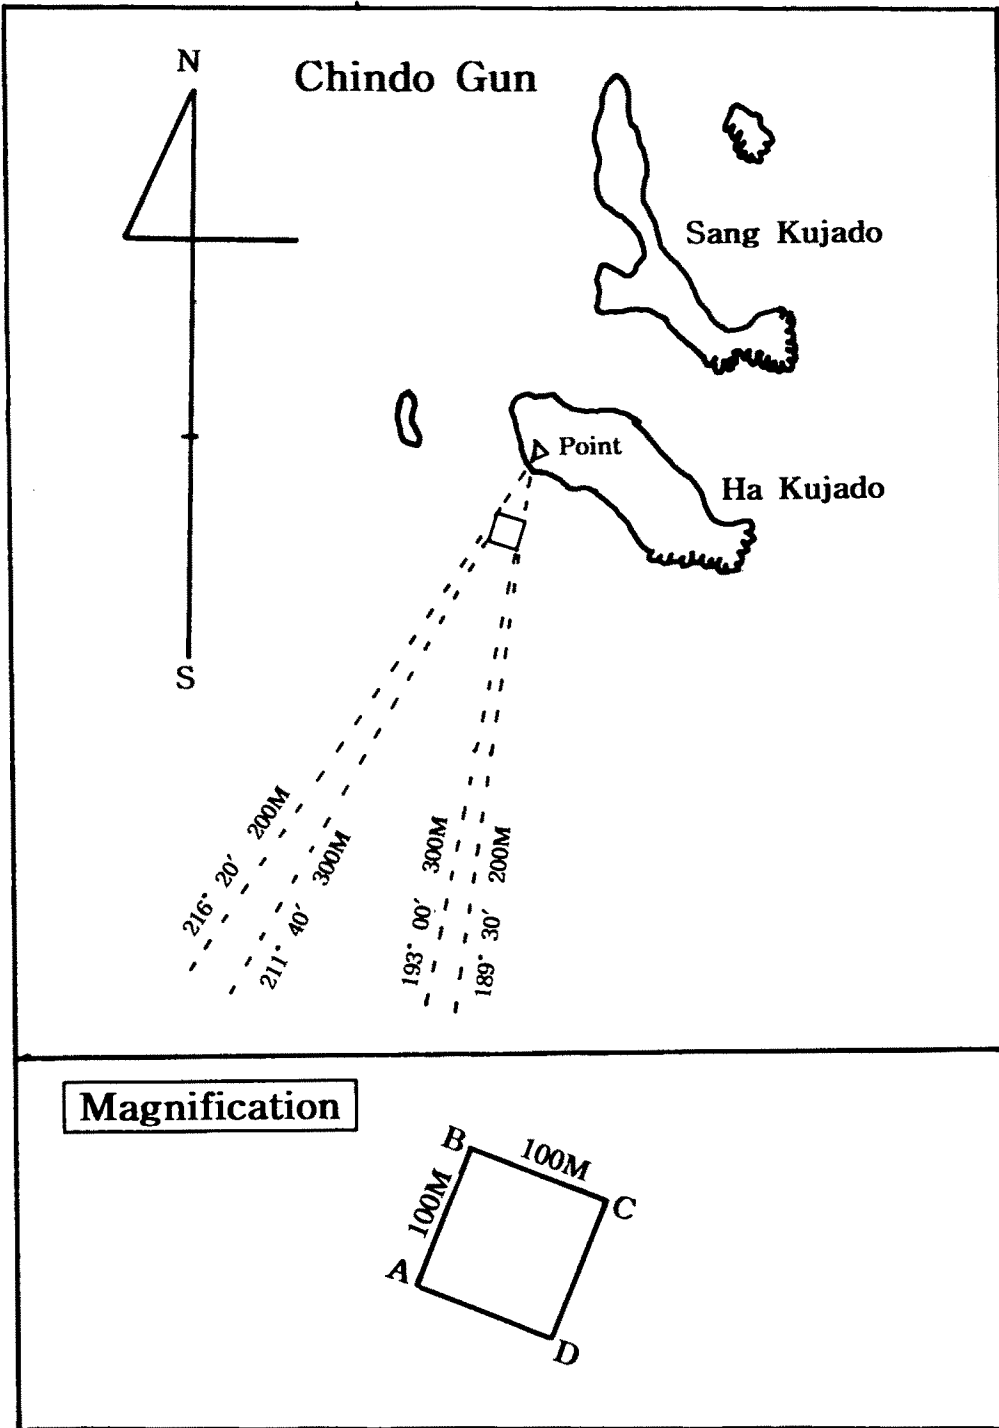 N
Chindo Gun
Sang Kujado
Point
Ha Kujado
S
216° 20′ 200M
211° 40′ 300M
193° 00′ 300M
189° 30′ 200M
Magnification
B
100M
100M
C
A
D